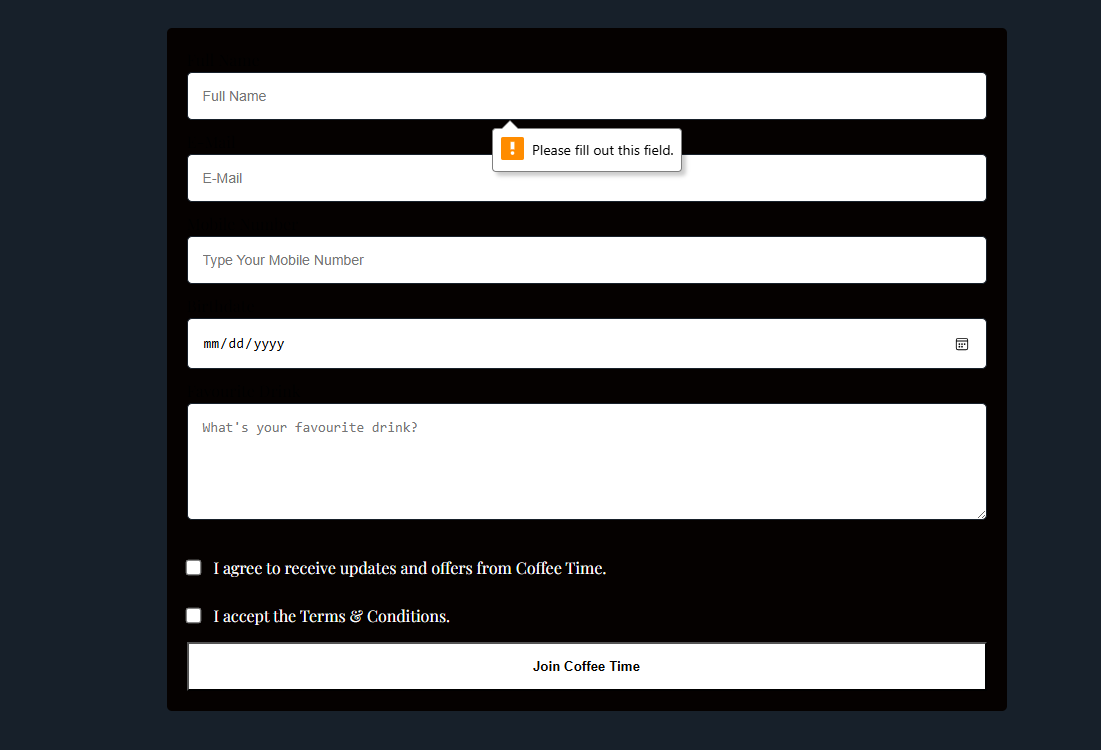 Full Name
Please fill out this field.
E-Mail
Type Your Mobile Number
mm/dd/yyyy
What's your favourite drink?
I agree to receive updates and offers from Coffee Time.
I accept the Terms & Conditions.
Join Coffee Time